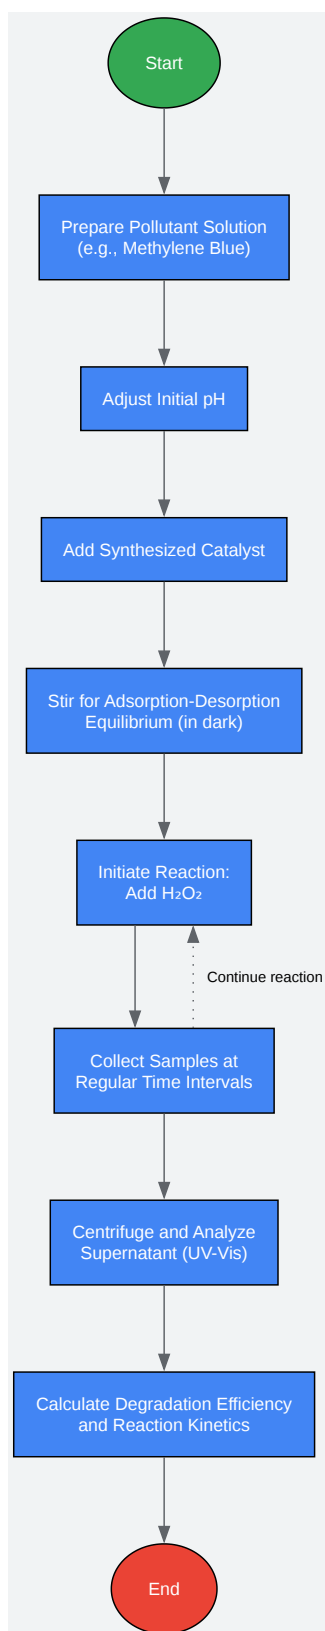 Start
Prepare Pollutant Solution
(e.g., Methylene Blue)
Adjust Initial pH
Add Synthesized Catalyst
Stir for Adsorption-Desorption
Equilibrium (in dark)
Initiate Reaction:
Add H₂O₂
Continue reaction
Collect Samples at
Regular Time Intervals
Centrifuge and Analyze
Supernatant (UV-Vis)
Calculate Degradation Efficiency
and Reaction Kinetics
End